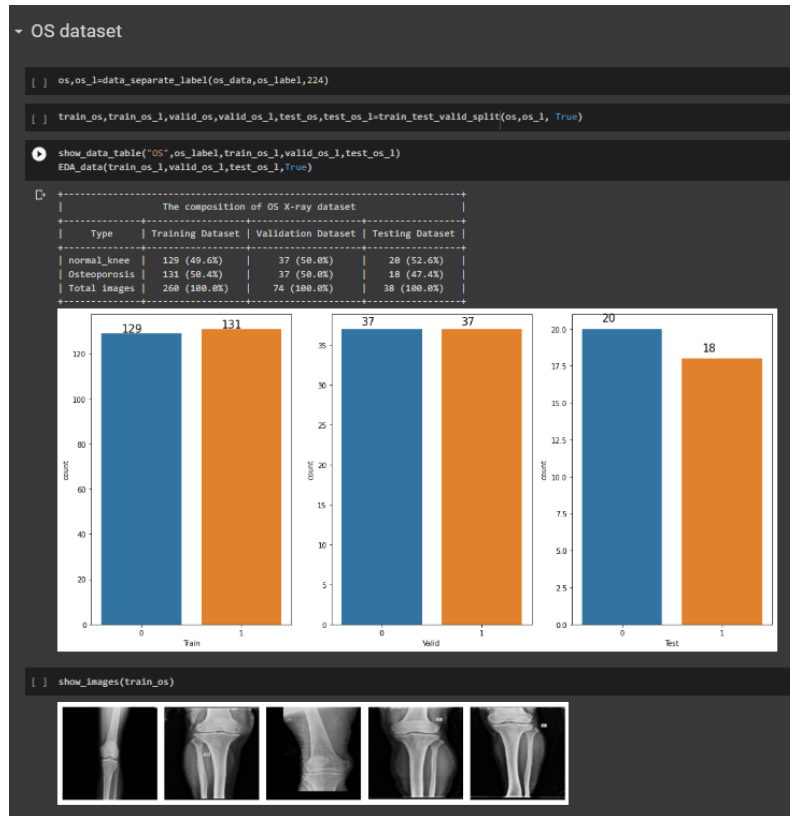 OS dataset
[ ] os,os_l=data_separate_label(os_data,os_label,224)
[ ] train_os,train_os_l,valid_os,valid_os_l,test_os,test_os_l=train_test_valid_split(os,os_l, True)
show_data_table("OS",os_label,train_os_l,valid_os_l,test_os_l)
EDA_data(train_os_l,valid_os_l,test_os_l,True)
The composition of OS X-ray dataset
| Type | Training Dataset | Validation Dataset | Testing Dataset |
| normal_knee | 129 (49.6%) | 37 (50.0%) | 20 (52.6%) |
| Osteoporosis | 131 (50.4%) | 37 (50.0%) | 18 (47.4%) |
| Total images | 260 (100.0%) | 74 (100.0%) | 38 (100.0%) |
129 131
120
100
80
60
40
20
0
count
0 1
Train
37 37
35
30
25
20
15
10
5
0
count
0 1
Valid
20 18
20.0
17.5
15.0
12.5
10.0
7.5
5.0
2.5
0.0
count
0 1
Test
[ ] show_images(train_os)